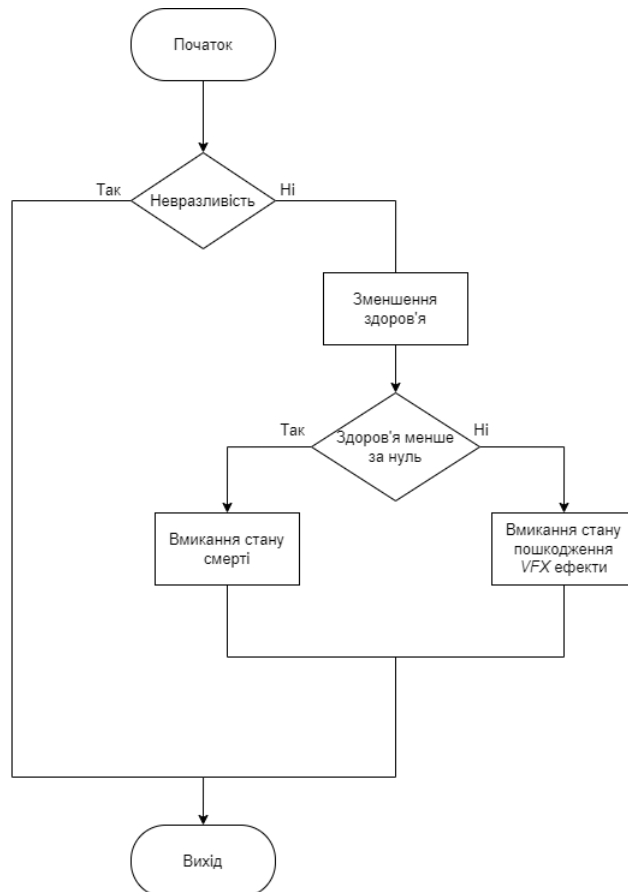 Початок
Так
Невразливість
Ні
Зменшення
здоров'я
Так
Здоров'я менше
за нуль
Ні
Вмикання стану
смерті
Вмикання стану
пошкодження
VFX ефекти
Вихід